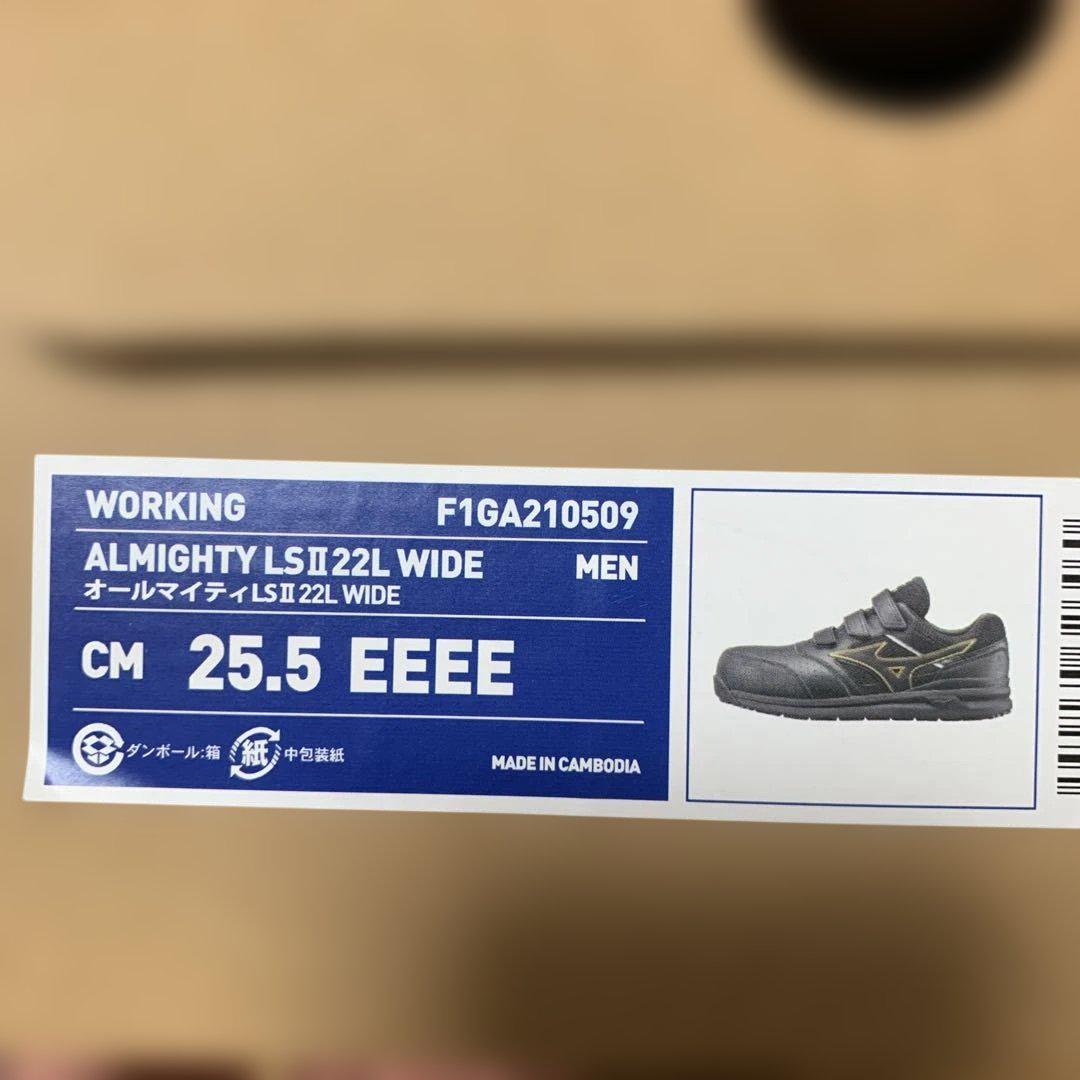 WORKING F1GA210509
ALMIGHTY LSⅡ22L WIDE MEN
オールマイティLSⅡ22L WIDE
CM 25.5 EEEE
ダンボール:箱 紙 中包装紙
MADE IN CAMBODIA